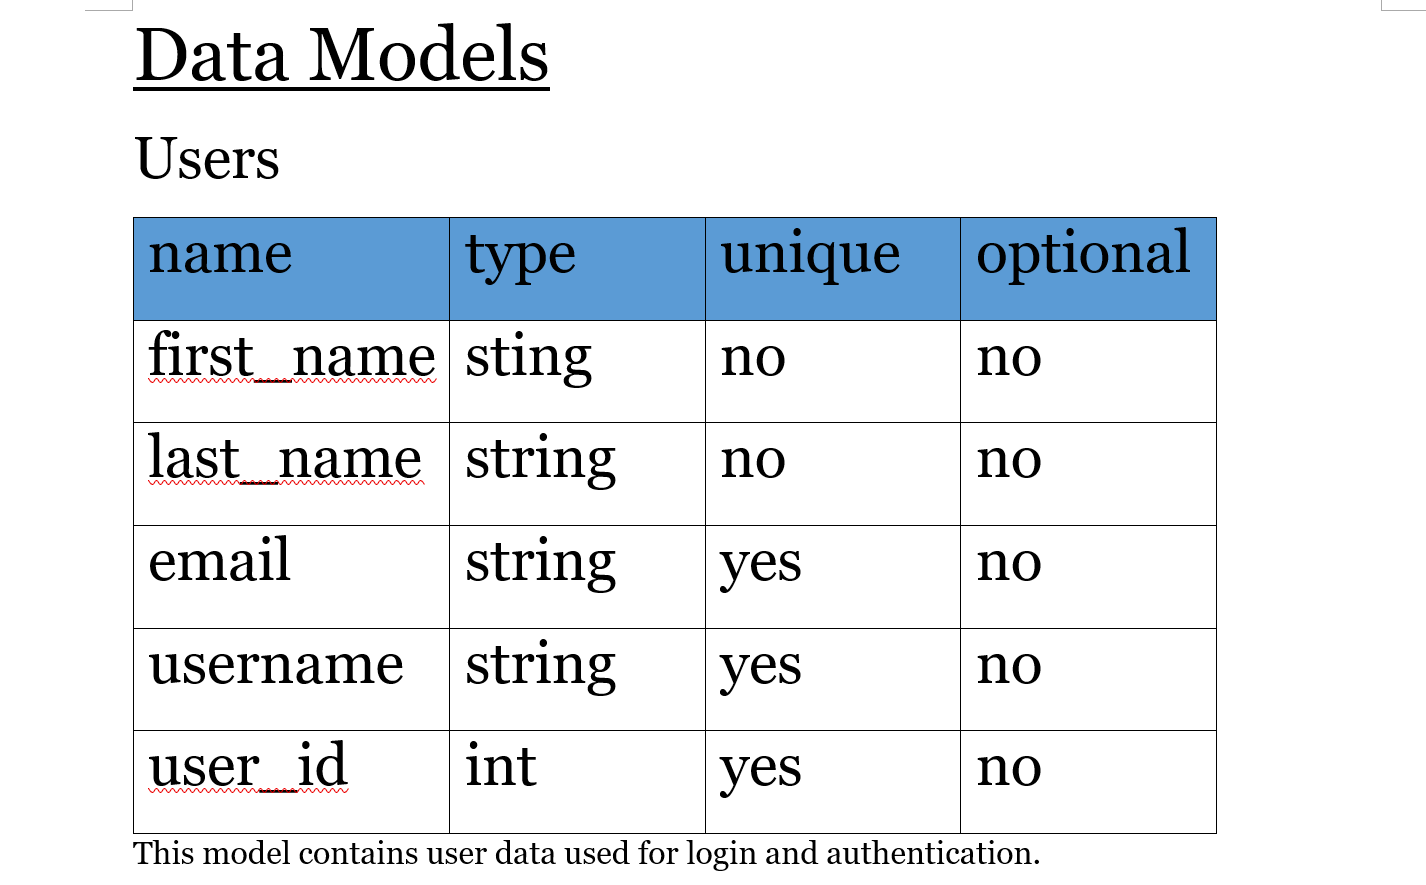 Data Models
Users
name type unique optional
first_name sting no no
last_name string no no
email string yes no
username string yes no
user_id int yes no
This model contains user data used for login and authentication.